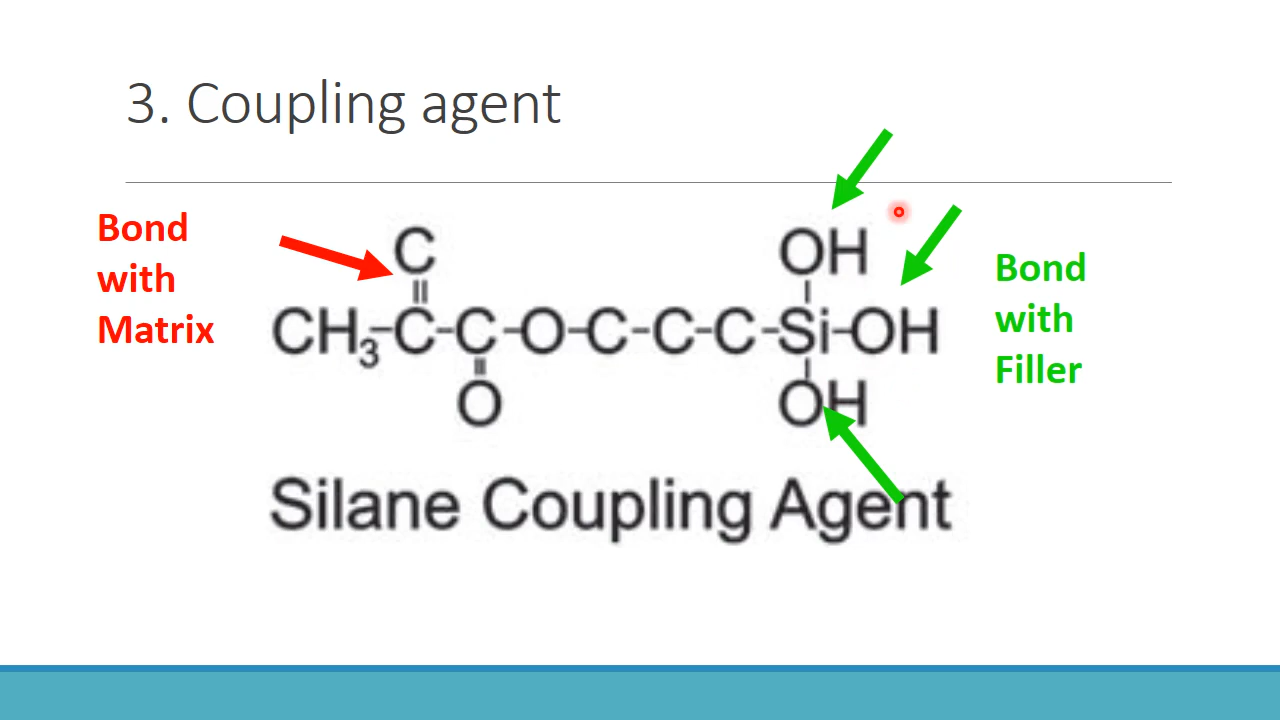 3. Coupling agent
Bond
with
Matrix
C
OH
CH3-C-C-O-C-C-C-Si-OH
O
OH
Bond
with
Filler
Silane Coupling Agent